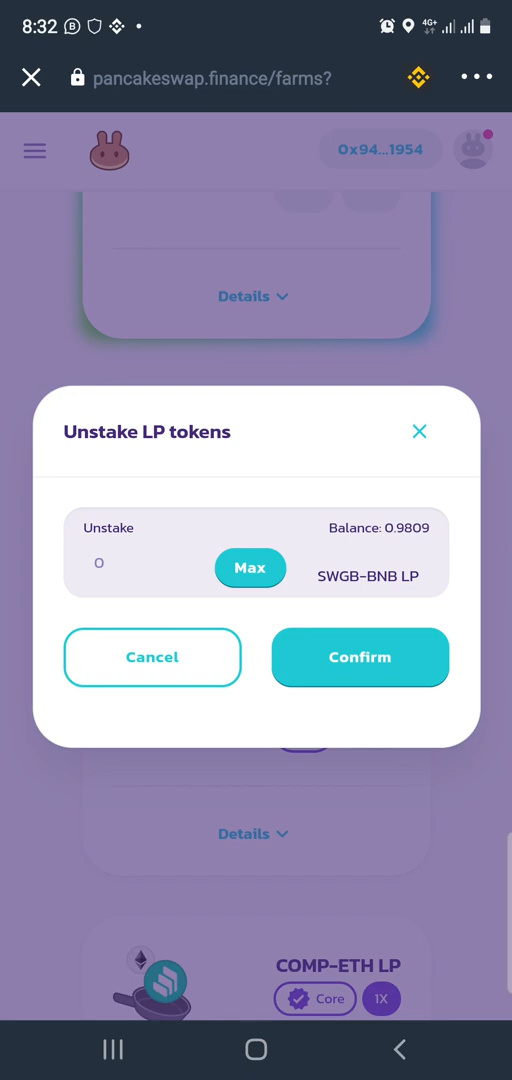 8:32
4G+
pancakeswap.finance/farms?
0x94...1954
Details
Unstake LP tokens
Unstake
Balance: 0.9809
0
Max
SWGB-BNB LP
Cancel
Confirm
Details
COMP-ETH LP
Core
1X